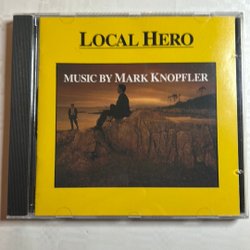 LOCAL HERO
MUSIC BY MARK KNOPFLER